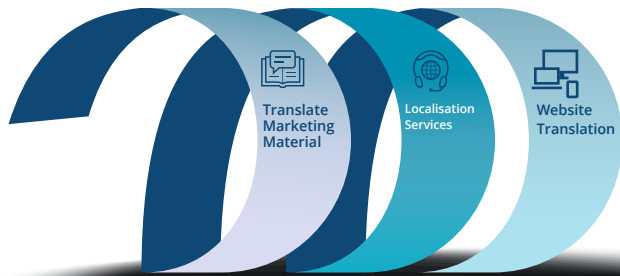 Translate
Marketing
Material
Localisation
Services
Website
Translation